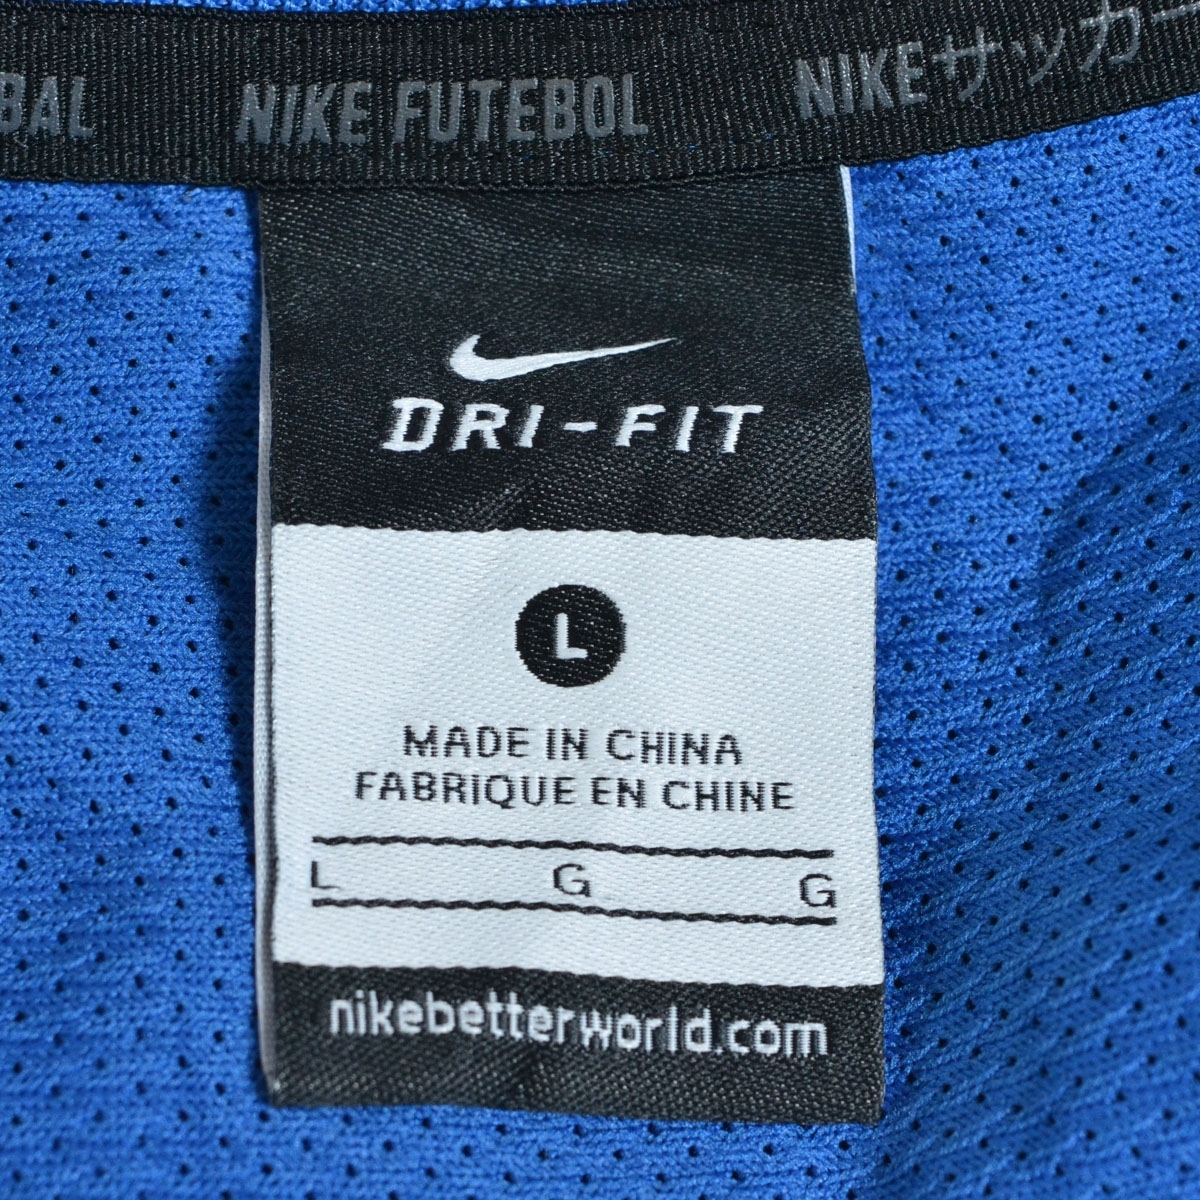 BAL NIKE FUTEBOL NIKEサッカー
DRI-FIT
L
MADE IN CHINA
FABRIQUE EN CHINE
L G G
nikebetterworld.com